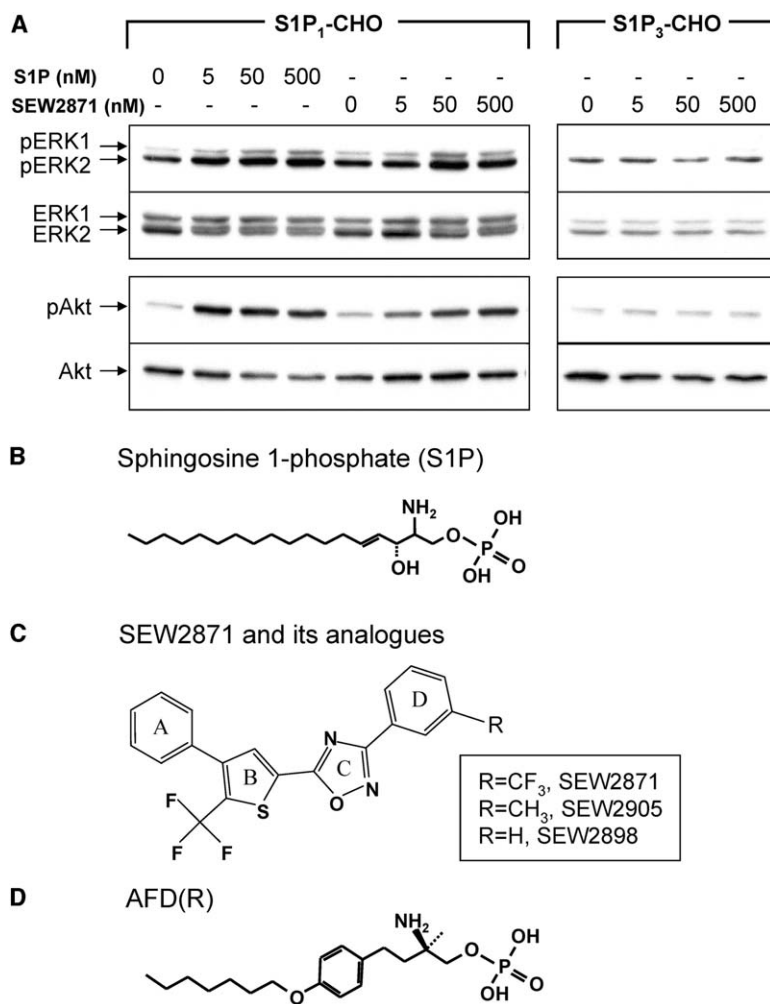 A
S1P₁-CHO S1P₃-CHO
S1P (nM) 0 5 50 500 - - - - - - - -
SEW2871 (nM) - - - - 0 5 50 500 0 5 50 500
pERK1
pERK2
ERK1
ERK2
pAkt
Akt
B Sphingosine 1-phosphate (S1P)
NH₂
OH
O P
OH OH O
C SEW2871 and its analogues
D
A N R
B C
F S O N
F F
R=CF₃, SEW2871
R=CH₃, SEW2905
R=H, SEW2898
D AFD(R)
NH₂
OH
O P
O OH O